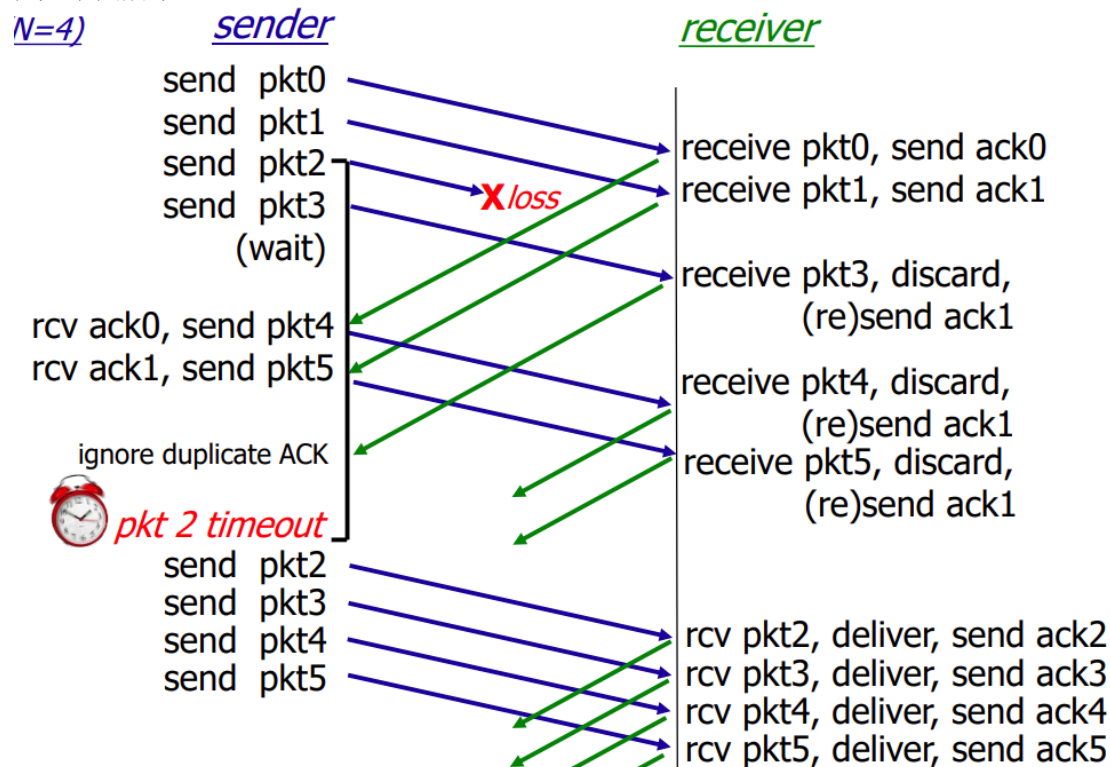 N=4)
sender
receiver
send pkt0
send pkt1
send pkt2
send pkt3
(wait)
X loss
receive pkt0, send ack0
receive pkt1, send ack1
receive pkt3, discard,
(re)send ack1
rcv ack0, send pkt4
rcv ack1, send pkt5
receive pkt4, discard,
(re)send ack1
receive pkt5, discard,
(re)send ack1
ignore duplicate ACK
pkt 2 timeout
send pkt2
send pkt3
send pkt4
send pkt5
rcv pkt2, deliver, send ack2
rcv pkt3, deliver, send ack3
rcv pkt4, deliver, send ack4
rcv pkt5, deliver, send ack5